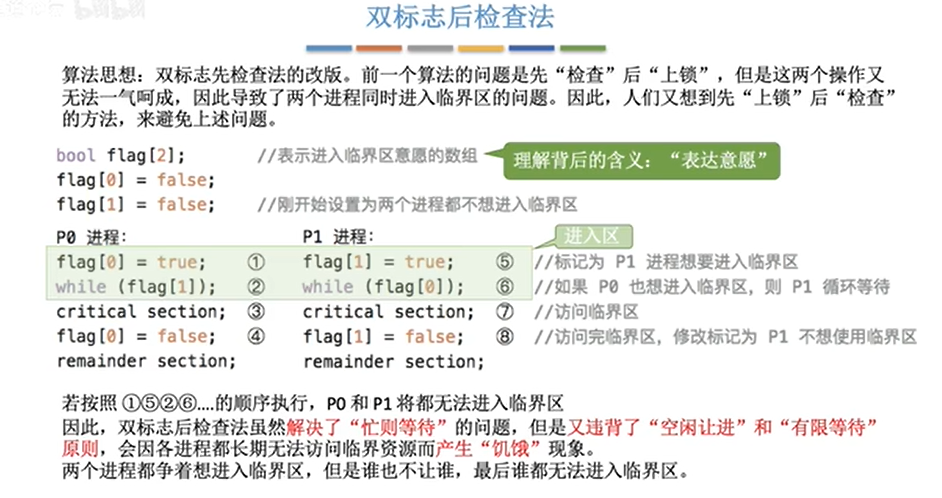 双标志后检查法
算法思想：双标志先检查法的改版。前一个算法的问题是先“检查”后“上锁”，但是这两个操作又
无法一气呵成，因此导致了两个进程同时进入临界区的问题。因此，人们又想到先“上锁”后“检查”
的方法，来避免上述问题。
bool flag[2]; //表示进入临界区意愿的数组
理解背后的含义：“表达意愿”
flag[0] = false;
flag[1] = false; //刚开始设置为两个进程都不想进入临界区
P0 进程： P1 进程： 进入区
flag[0] = true; ① flag[1] = true; ⑤ //标记为 P1 进程想要进入临界区
while (flag[1]); ② while (flag[0]); ⑥ //如果 P0 也想进入临界区，则 P1 循环等待
critical section; ③ critical section; ⑦ //访问临界区
flag[0] = false; ④ flag[1] = false; ⑧ //访问完临界区，修改标记为 P1 不想使用临界区
remainder section; remainder section;
若按照 ①⑤②⑥....的顺序执行，P0 和 P1 将都无法进入临界区
因此，双标志后检查法虽然解决了“忙则等待”的问题，但是又违背了“空闲让进”和“有限等待”
原则，会因各进程都长期无法访问临界资源而产生“饥饿”现象。
两个进程都争着想进入临界区，但是谁也不让谁，最后谁都无法进入临界区。